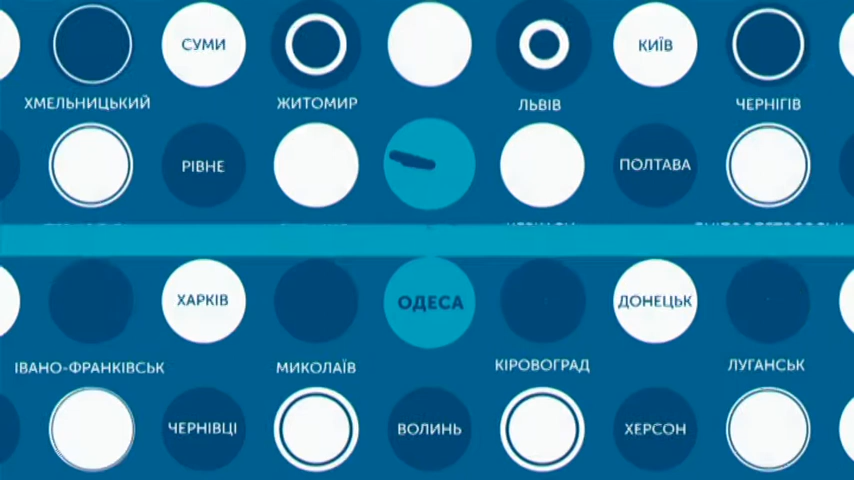 СУМИ
КИЇВ
ХМЕЛЬНИЦЬКИЙ
ЖИТОМИР
ЛЬВІВ
ЧЕРНІГІВ
РІВНЕ
ПОЛТАВА
ХАРКІВ
ОДЕСА
ДОНЕЦЬК
ІВАНО-ФРАНКІВСЬК
МИКОЛАЇВ
КІРОВОГРАД
ЛУГАНСЬК
ЧЕРНІВЦІ
ВОЛИНЬ
ХЕРСОН